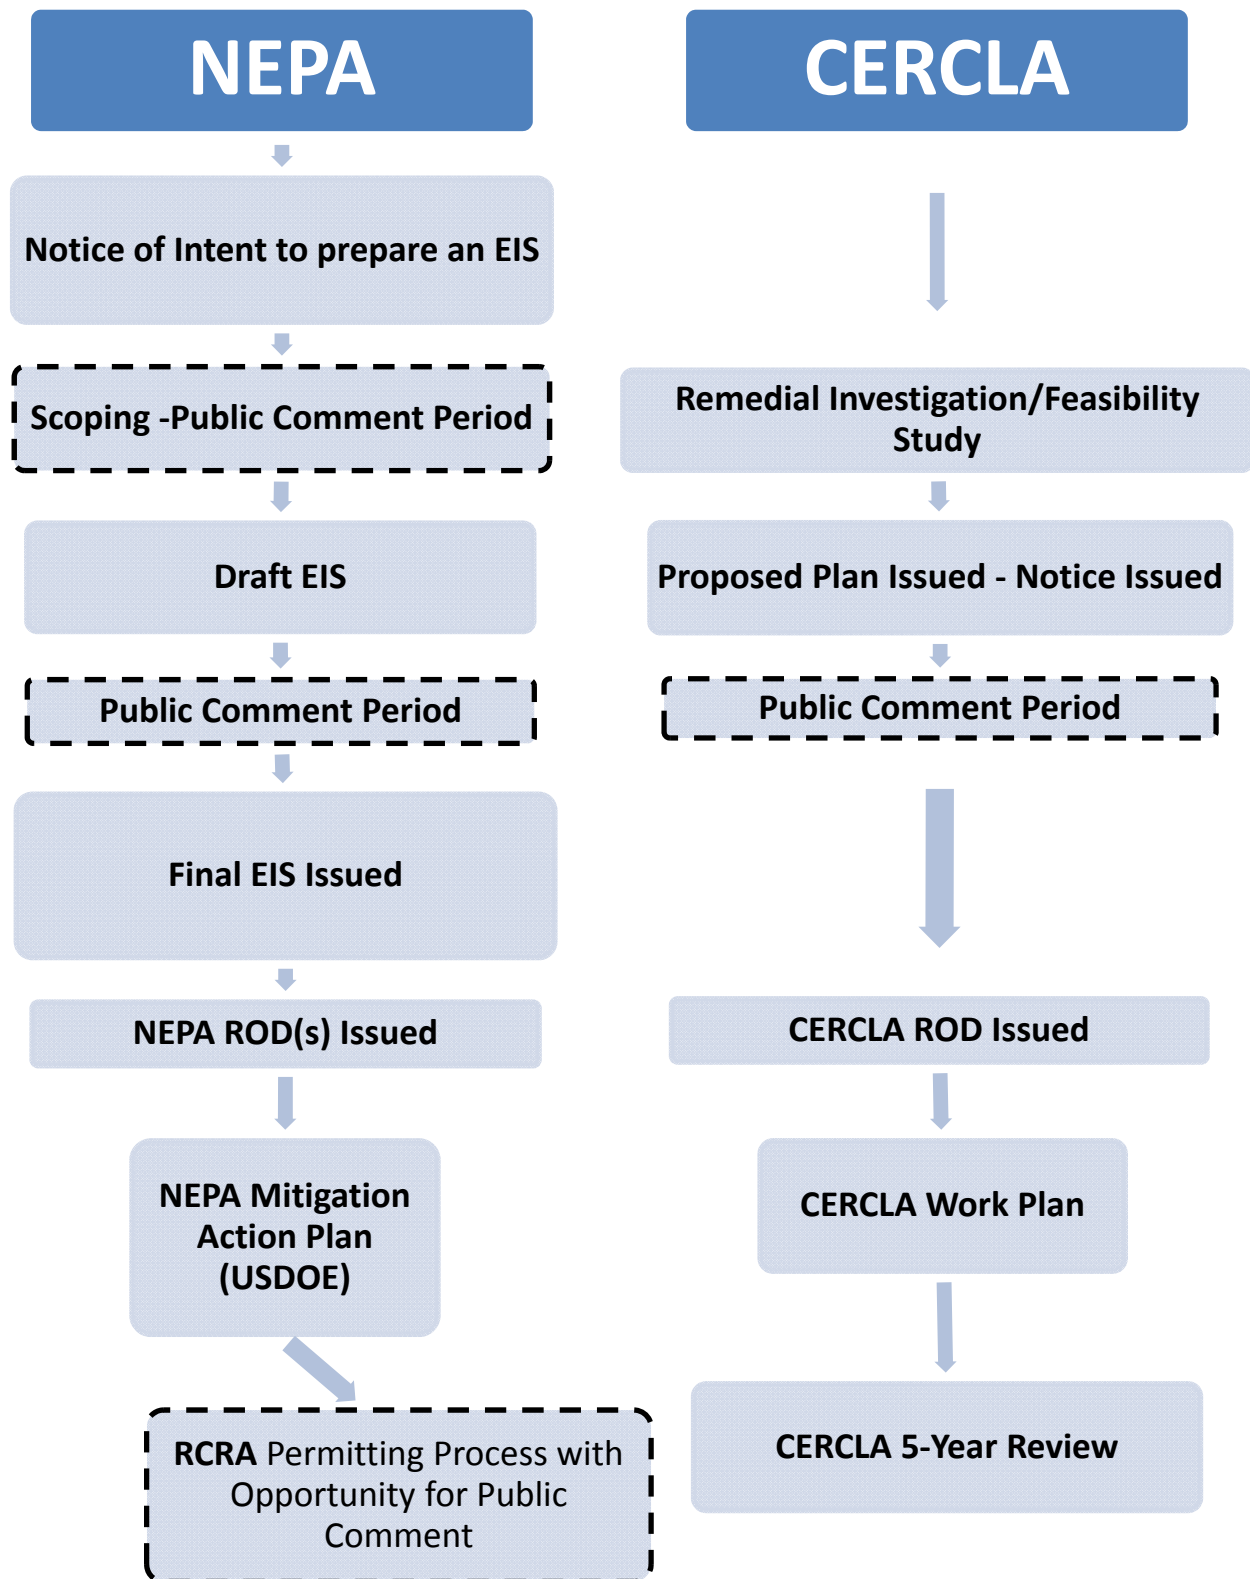 NEPA
Notice of Intent to prepare an EIS
Scoping -Public Comment Period
Draft EIS
Public Comment Period
Final EIS Issued
NEPA ROD(s) Issued
NEPA Mitigation
Action Plan
(USDOE)
RCRA Permitting Process with
Opportunity for Public
Comment
CERCLA
Remedial Investigation/Feasibility
Study
Proposed Plan Issued - Notice Issued
Public Comment Period
CERCLA ROD Issued
CERCLA Work Plan
CERCLA 5-Year Review